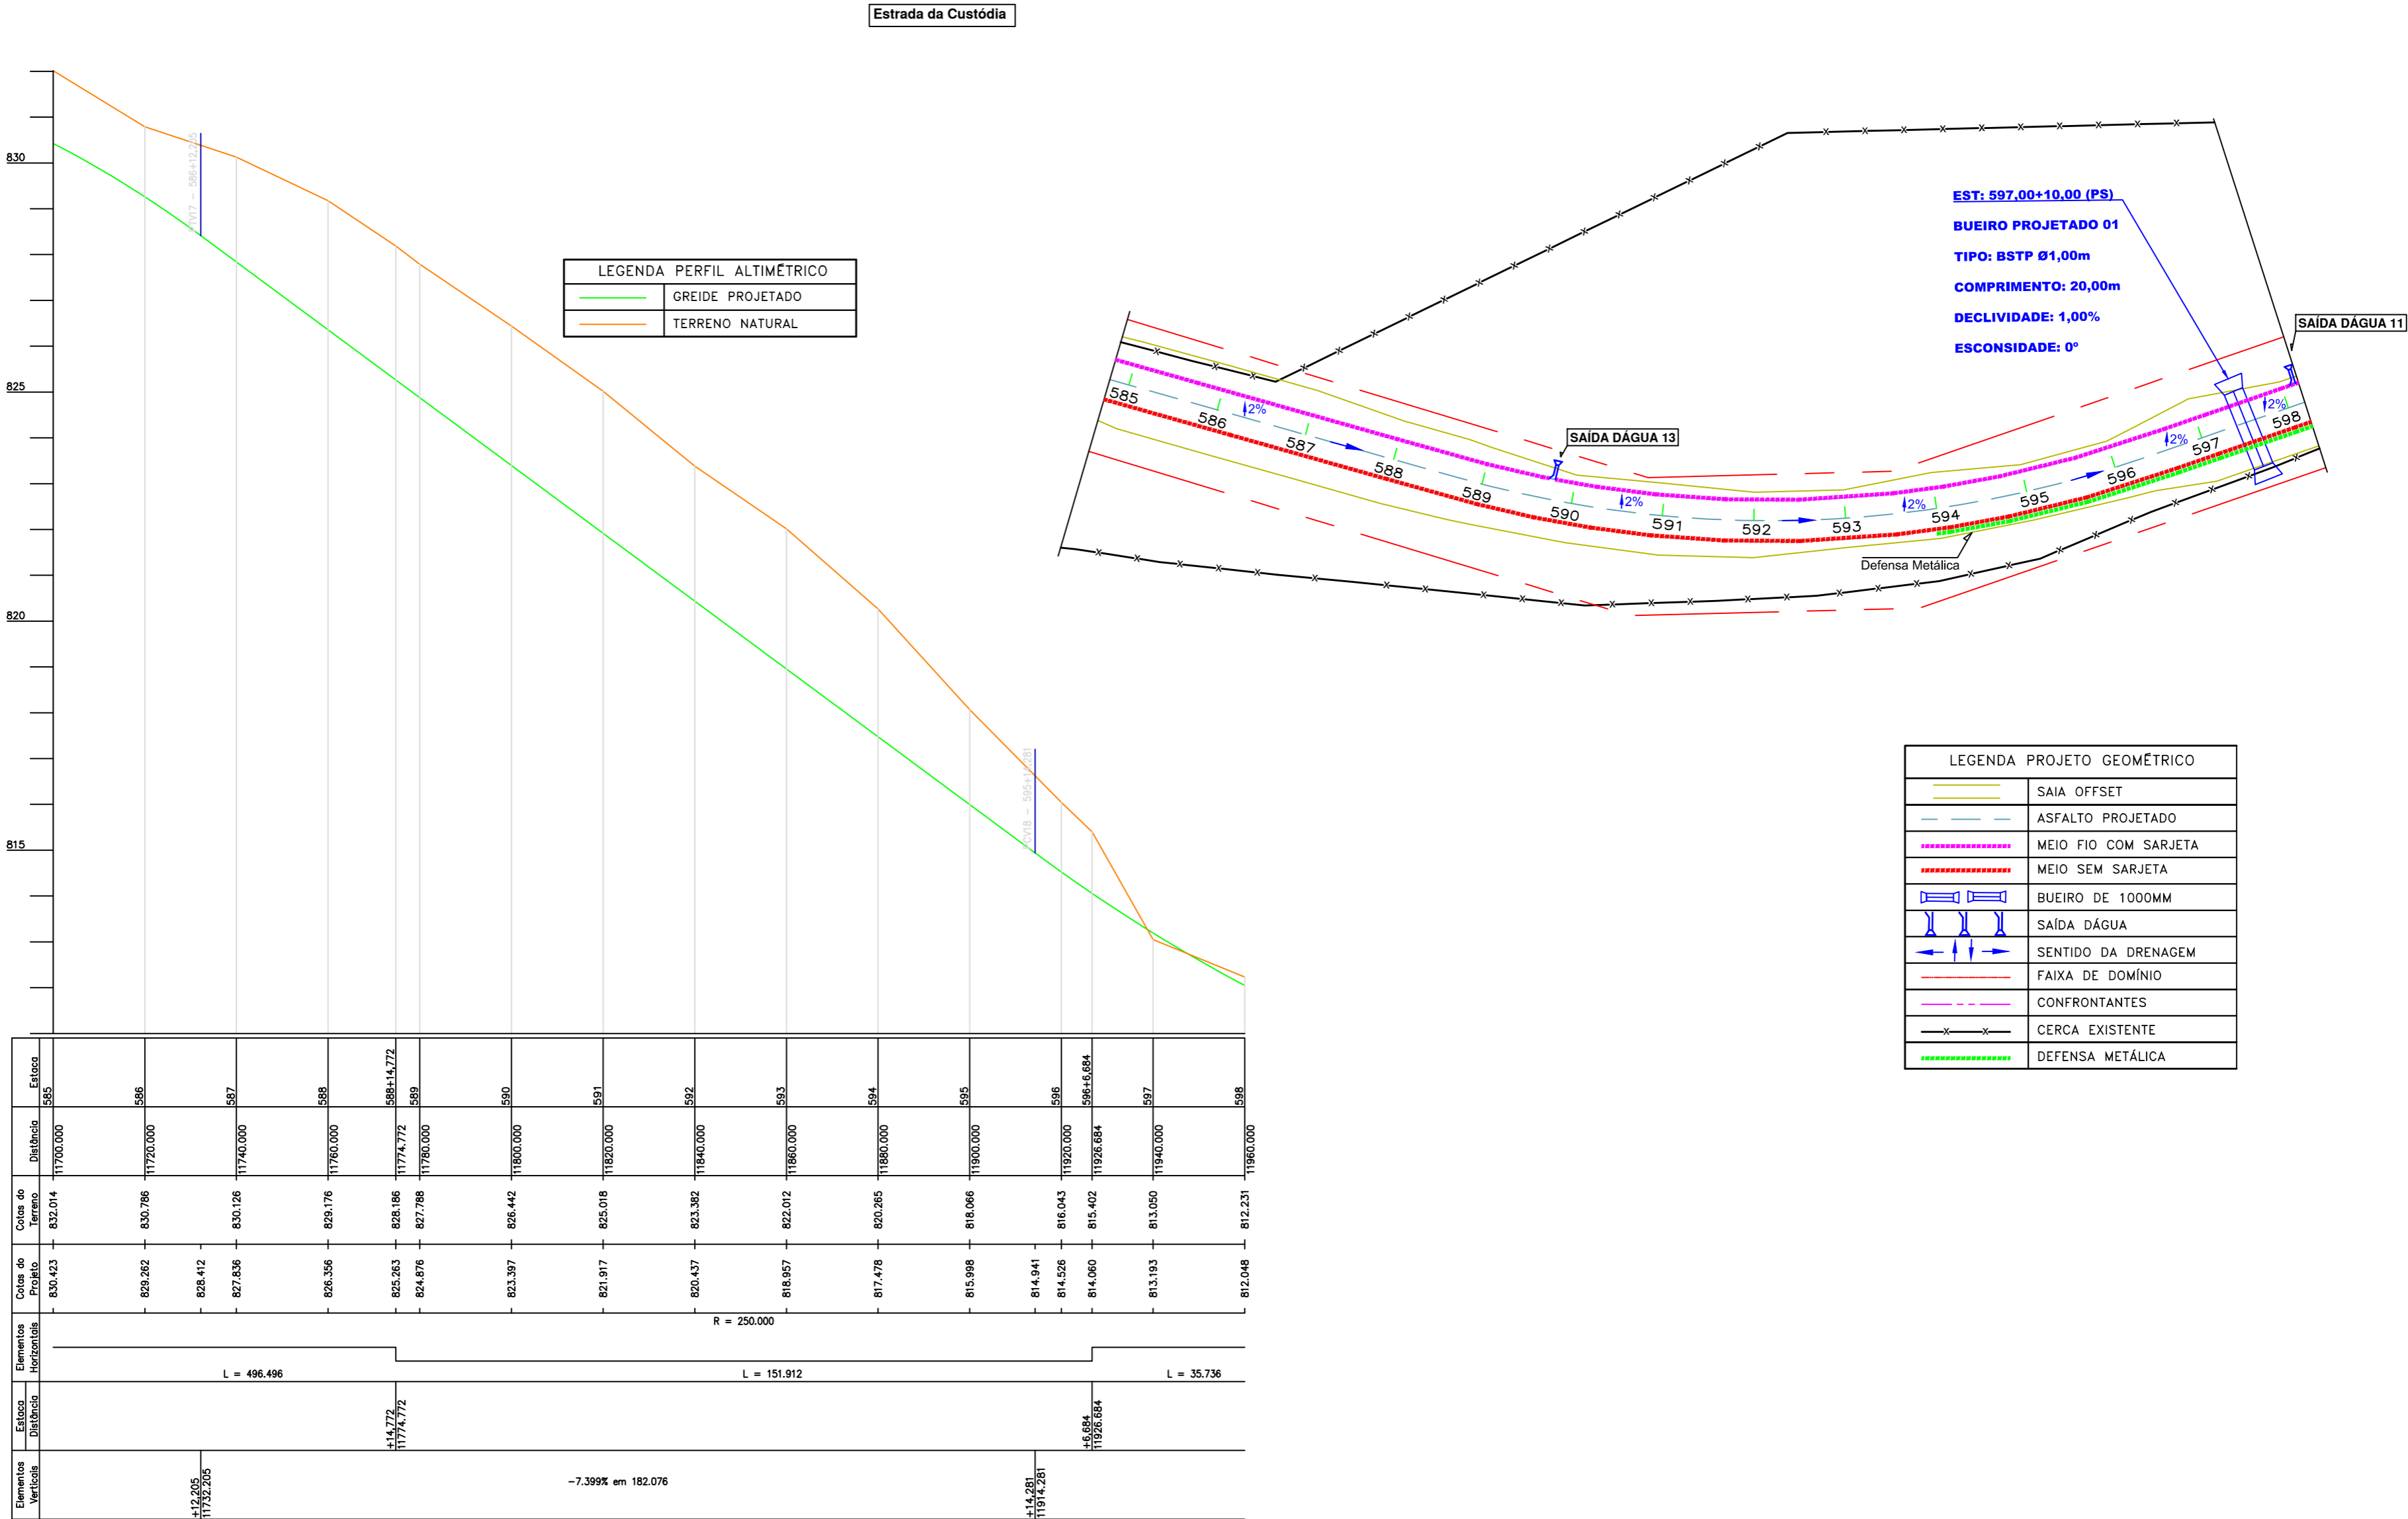 Estrada da Custódia
830
825
820
815
PTV17 - 586+12,205
PCV18 - 595+14,281
LEGENDA PERFIL ALTIMÉTRICO
GREIDE PROJETADO
TERRENO NATURAL
EST: 597,00+10,00 (PS)
BUEIRO PROJETADO 01
TIPO: BSTP Ø1,00m
COMPRIMENTO: 20,00m
DECLIVIDADE: 1,00%
ESCONSIDADE: 0º
SAÍDA DÁGUA 11
SAÍDA DÁGUA 13
585
586
587
588
589
590
591
592
593
594
595
596
597
598
2%
2%
2%
2%
2%
Defensa Metálica
LEGENDA PROJETO GEOMÉTRICO
SAIA OFFSET
ASFALTO PROJETADO
MEIO FIO COM SARJETA
MEIO SEM SARJETA
BUEIRO DE 1000MM
SAÍDA DÁGUA
SENTIDO DA DRENAGEM
FAIXA DE DOMÍNIO
CONFRONTANTES
CERCA EXISTENTE
DEFENSA METÁLICA
Estaca
585 586 587 588 588+14,772 589 590 591 592 593 594 595 596 596+6,684 597 598
Distância
11700.000 11720.000 11740.000 11760.000 11774.772 11780.000 11800.000 11820.000 11840.000 11860.000 11880.000 11900.000 11920.000 11926.684 11940.000 11960.000
Cotas do
Terreno
832.014 830.786 830.126 829.176 828.186 827.788 826.442 825.018 823.382 822.012 820.265 818.066 816.043 815.402 813.050 812.231
Cotas do
Projeto
830.423 829.262 828.412 827.836 826.356 825.263 824.876 823.397 821.917 820.437 818.957 817.478 815.998 814.941 814.526 814.060 813.193 812.048
Elementos
Horizontais
R = 250.000
L = 496.496
L = 151.912
L = 35.736
Estaca
Distância
+14,772
11774.772
+6,684
11926.684
Elementos
Verticais
+12,205
11732.205
-7.399% em 182.076
+14,281
11914.281